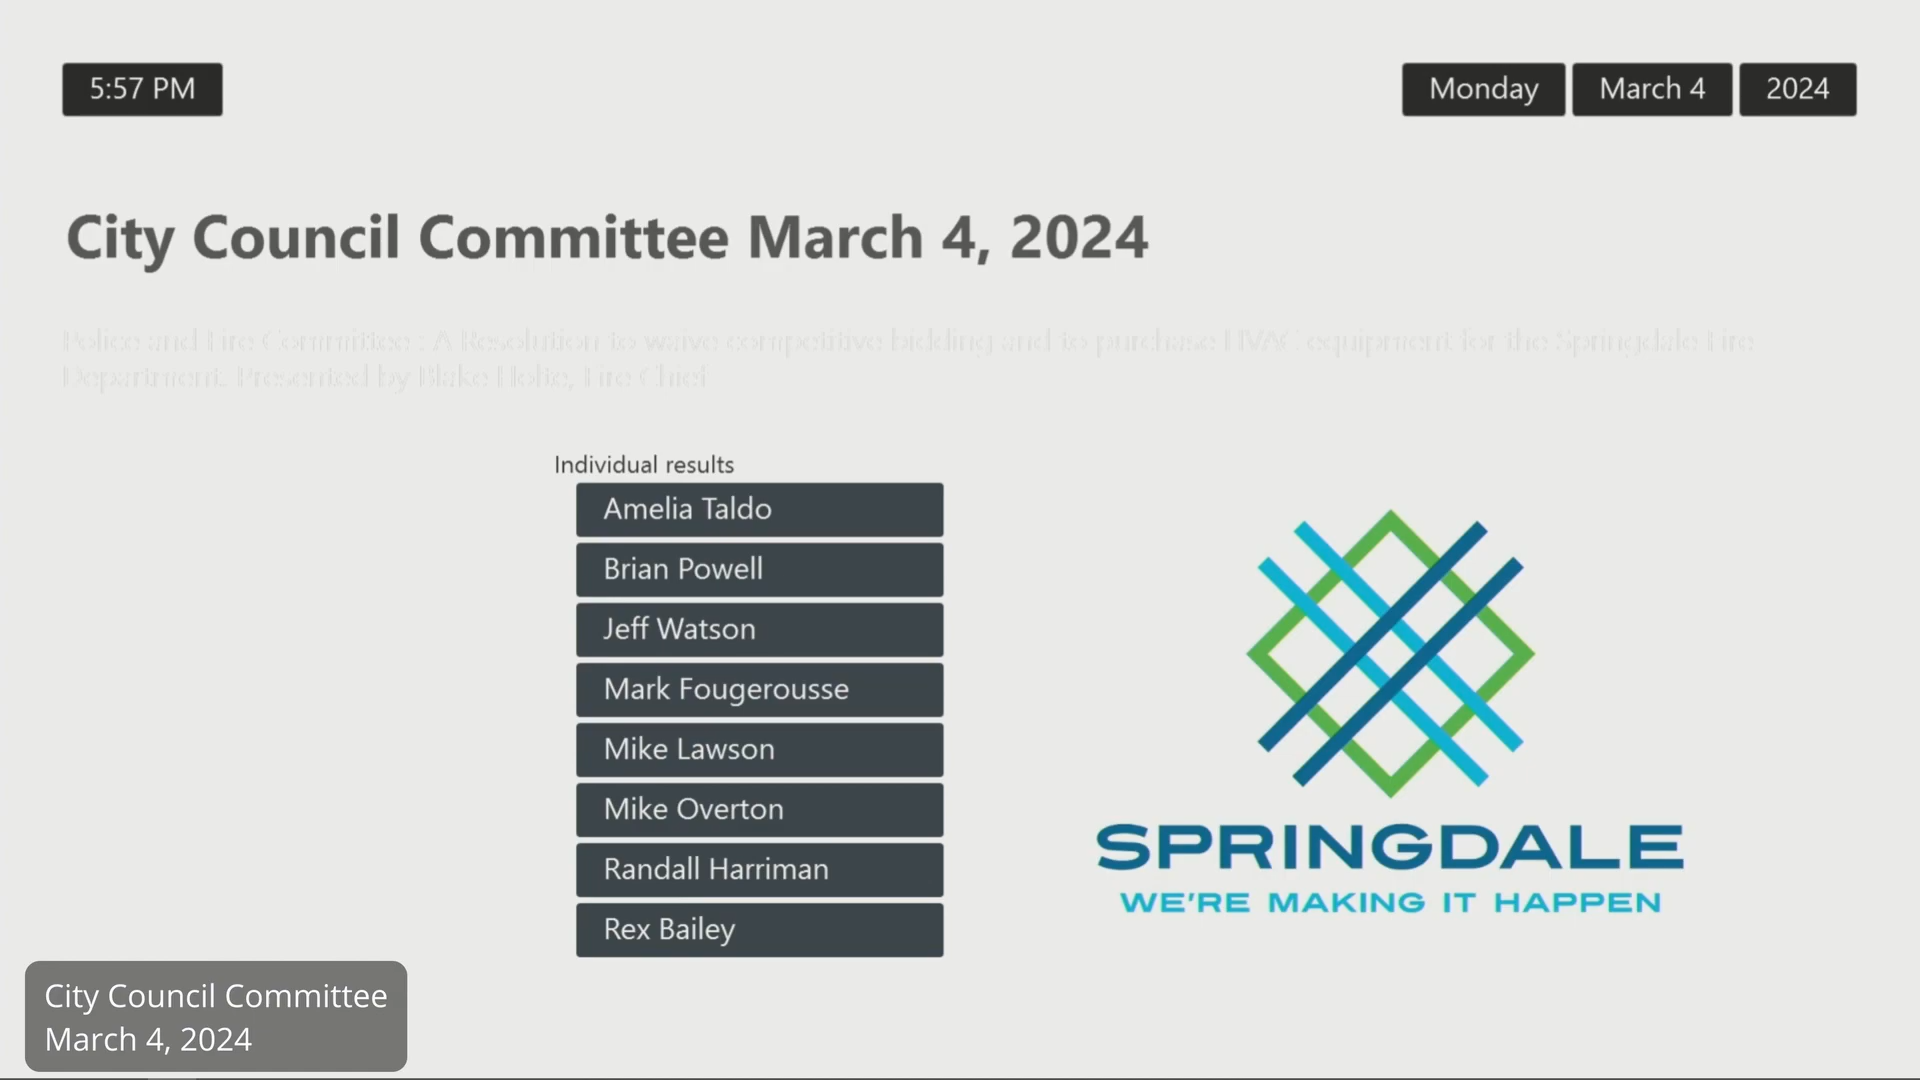 5:57 PM
Monday March 4 2024
City Council Committee March 4, 2024
Police and Fire Committee : A Resolution to waive competitive bidding and to purchase HVAC equipment for the Springdale Fire
Department. Presented by Blake Holte, Fire Chief
Individual results
Amelia Taldo
Brian Powell
Jeff Watson
Mark Fougerousse
Mike Lawson
Mike Overton
Randall Harriman
Rex Bailey
SPRINGDALE
WE'RE MAKING IT HAPPEN
City Council Committee
March 4, 2024